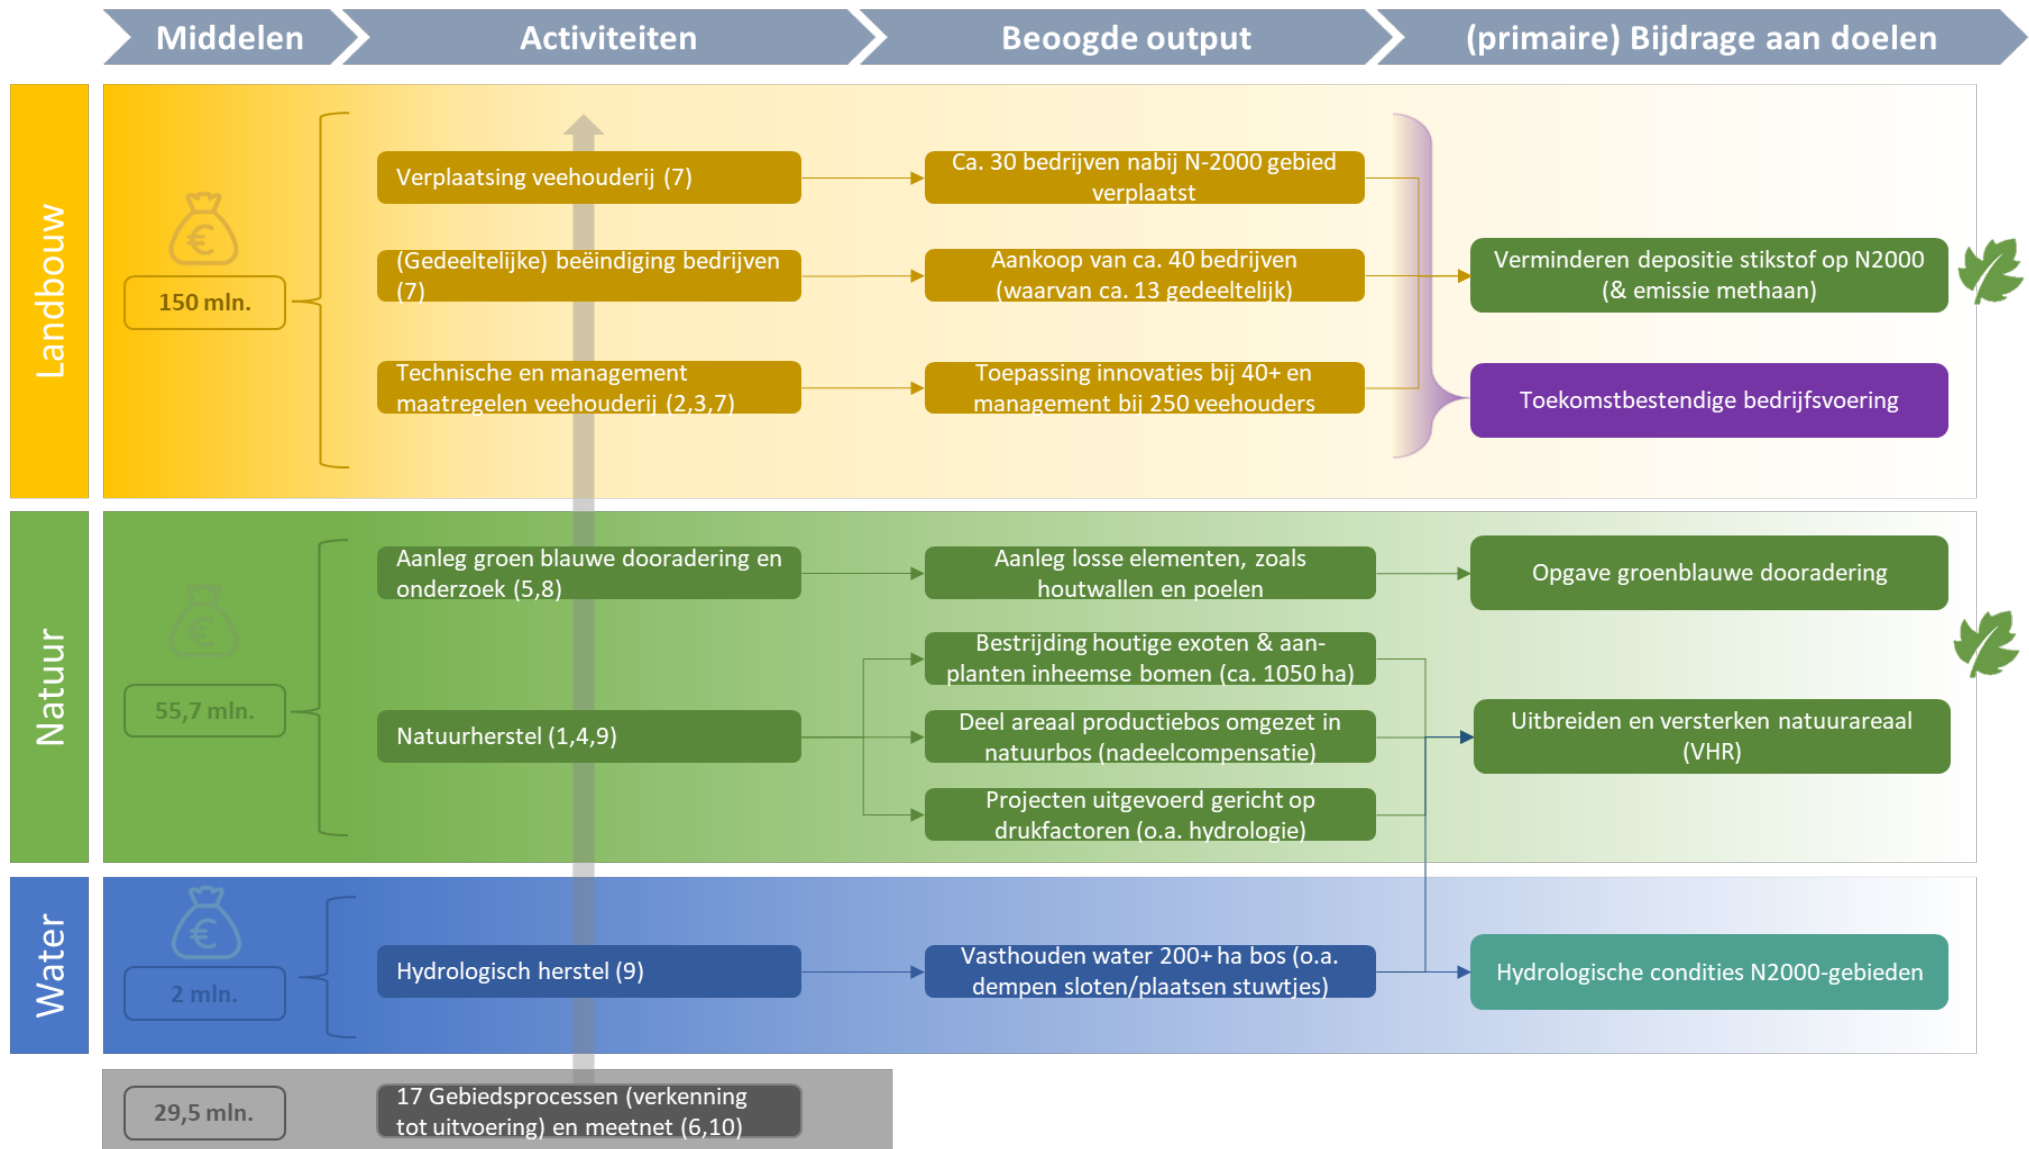 Middelen
Activiteiten
Beoogde output
(primaire) Bijdrage aan doelen
Landbouw
150 mln.
Verplaatsing veehouderij (7)
Ca. 30 bedrijven nabij N-2000 gebied
verplaatst
(Gedeeltelijke) beëindiging bedrijven
(7)
Aankoop van ca. 40 bedrijven
(waarvan ca. 13 gedeeltelijk)
Technische en management
maatregelen veehouderij (2,3,7)
Toepassing innovaties bij 40+ en
management bij 250 veehouders
Verminderen depositie stikstof op N2000
(& emissie methaan)
Toekomstbestendige bedrijfsvoering
Natuur
55,7 mln.
Aanleg groen blauwe dooradering en
onderzoek (5,8)
Aanleg losse elementen, zoals
houtwallen en poelen
Opgave groenblauwe dooradering
Natuurherstel (1,4,9)
Bestrijding houtige exoten & aan-
planten inheemse bomen (ca. 1050 ha)
Deel areaal productiebos omgezet in
natuurbos (nadeelcompensatie)
Projecten uitgevoerd gericht op
drukfactoren (o.a. hydrologie)
Uitbreiden en versterken natuurareaal
(VHR)
Water
2 mln.
Hydrologisch herstel (9)
Vasthouden water 200+ ha bos (o.a.
dempen sloten/plaatsen stuwtjes)
Hydrologische condities N2000-gebieden
29,5 mln.
17 Gebiedsprocessen (verkenning
tot uitvoering) en meetnet (6,10)